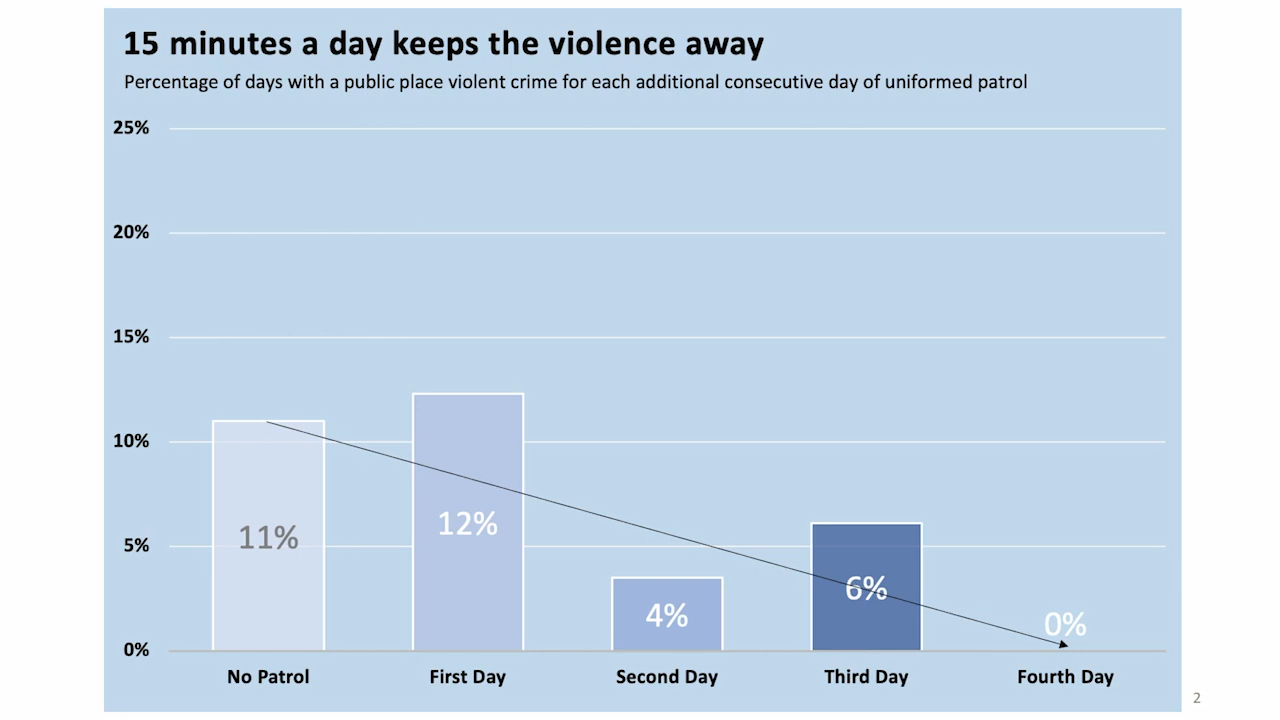 15 minutes a day keeps the violence away
Percentage of days with a public place violent crime for each additional consecutive day of uniformed patrol
25%
20%
15%
10%
5%
0%
11%
12%
4%
6%
0%
No Patrol
First Day
Second Day
Third Day
Fourth Day
2